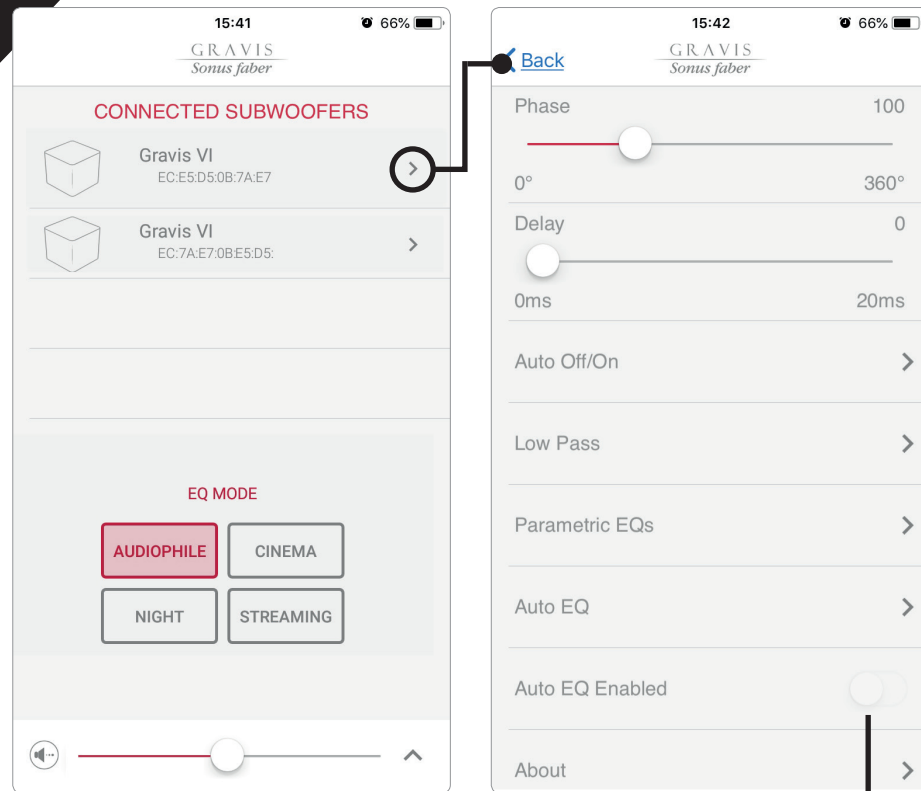 15:41
66%
GRAVIS
Sonus faber
CONNECTED SUBWOOFERS
Gravis VI
EC:E5:D5:0B:7A:E7
Gravis VI
EC:7A:E7:0B:E5:D5:
EQ MODE
AUDIOPHILE
CINEMA
NIGHT
STREAMING
15:42
66%
Back
GRAVIS
Sonus faber
Phase 100
0° 360°
Delay 0
0ms 20ms
Auto Off/On
Low Pass
Parametric EQs
Auto EQ
Auto EQ Enabled
About